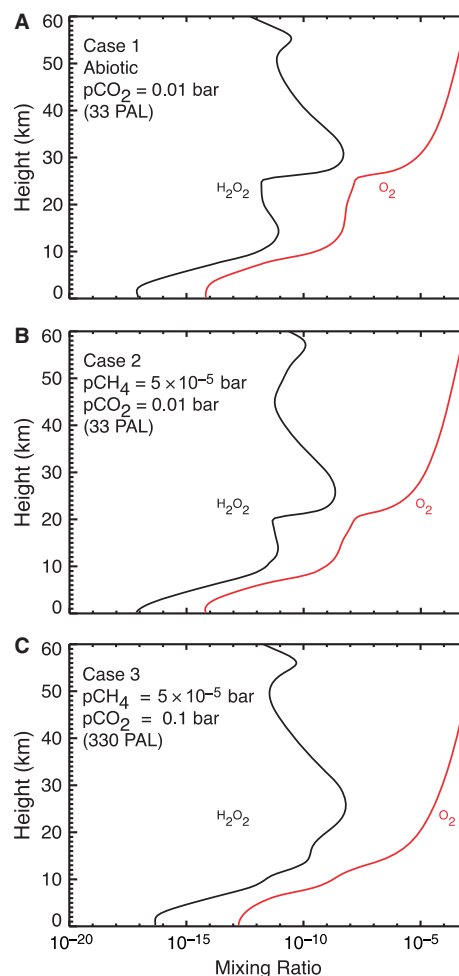 A
60
50
40
30
20
10
0
Height (km)
Case 1
Abiotic
pCO₂ = 0.01 bar
(33 PAL)
H₂O₂
O₂
B
60
50
40
30
20
10
0
Height (km)
Case 2
pCH₄ = 5 × 10⁻⁵ bar
pCO₂ = 0.01 bar
(33 PAL)
H₂O₂
O₂
C
60
50
40
30
20
10
0
Height (km)
Case 3
pCH₄ = 5 × 10⁻⁵ bar
pCO₂ = 0.1 bar
(330 PAL)
H₂O₂
O₂
10⁻²⁰ 10⁻¹⁵ 10⁻¹⁰ 10⁻⁵
Mixing Ratio